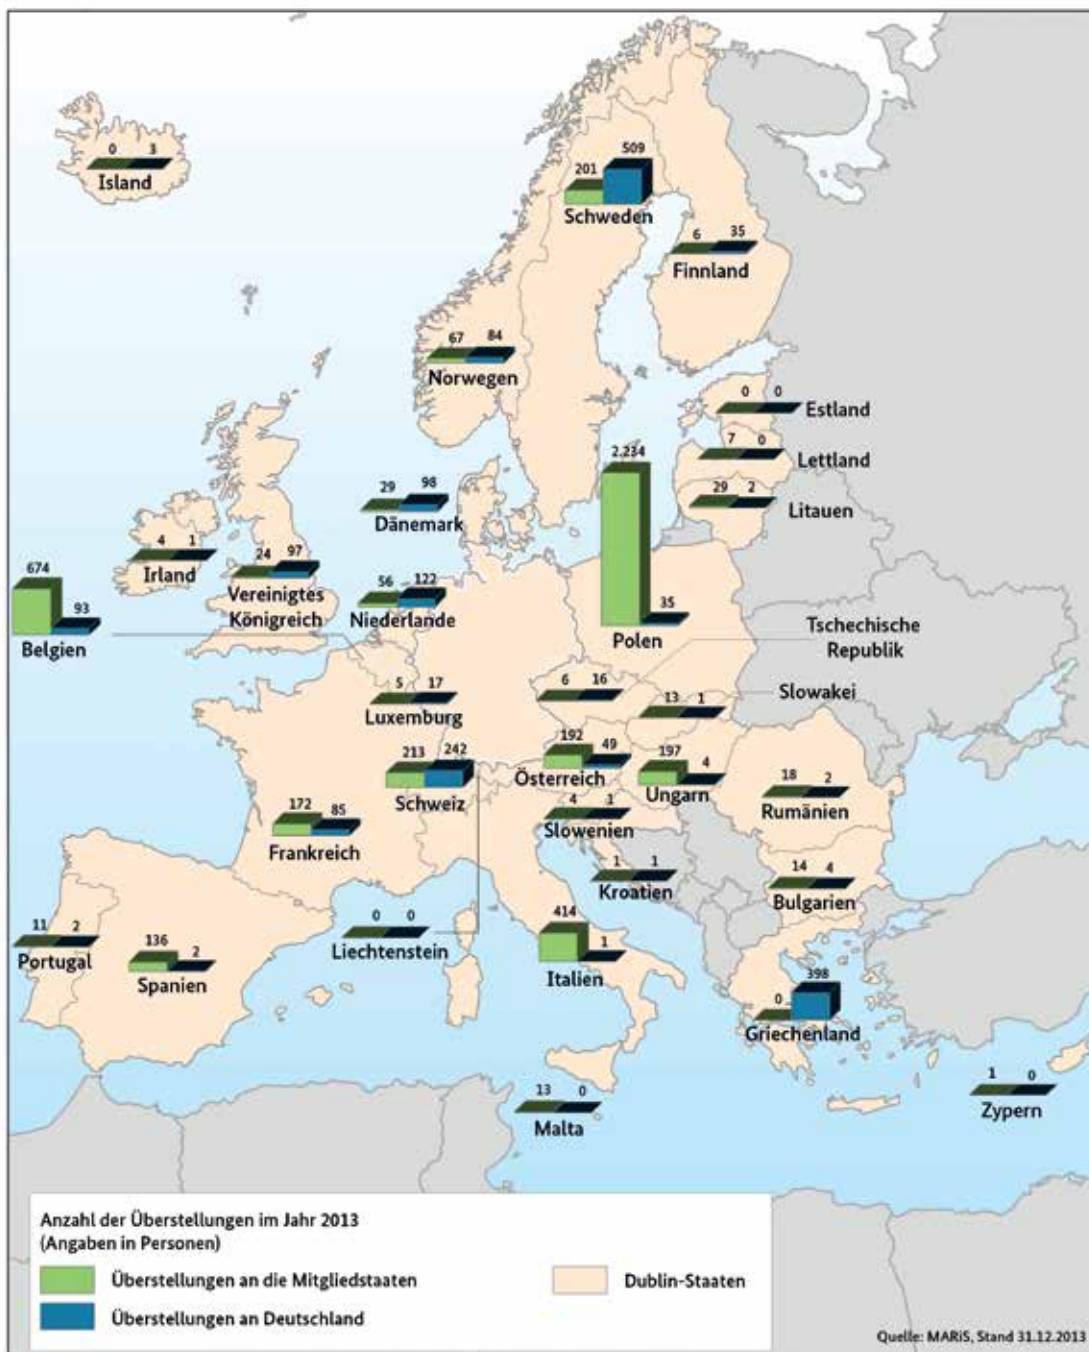 0 3
Island
201 509
Schweden
6 35
Finnland
67 84
Norwegen
0 0
Estland
7 0
Lettland
29 2
Litauen
2.234 35
Polen
29 98
Dänemark
4 1
Irland
24 97
Vereinigtes
Königreich
56 122
Niederlande
674 93
Belgien
Tschechische
Republik
6 16
Slowakei
13 1
5 17
Luxemburg
213 242
Schweiz
192 49
Österreich
197 4
Ungarn
18 2
Rumänien
172 85
Frankreich
4 1
Slowenien
1 1
Kroatien
14 4
Bulgarien
11 2
Portugal
136 2
Spanien
0 0
Liechtenstein
414 1
Italien
0 398
Griechenland
13 0
Malta
1 0
Zypern
Anzahl der Überstellungen im Jahr 2013
(Angaben in Personen)
Überstellungen an die Mitgliedstaaten
Überstellungen an Deutschland
Dublin-Staaten
Quelle: MARiS, Stand 31.12.2013